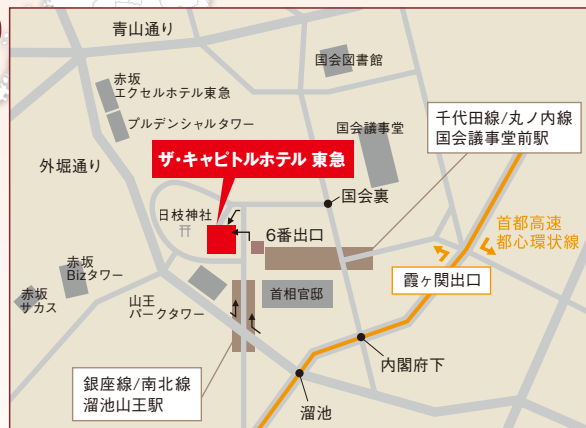 青山通り
国会図書館
赤坂
エクセルホテル東急
プルデンシャルタワー
千代田線/丸ノ内線
国会議事堂前駅
国会議事堂
外堀通り
ザ・キャピトルホテル 東急
国会裏
日枝神社
6番出口
首都高速
都心環状線
赤坂
Bizタワー
霞ヶ関出口
赤坂
サカス
山王
パークタワー
首相官邸
内閣府下
銀座線/南北線
溜池山王駅
溜池